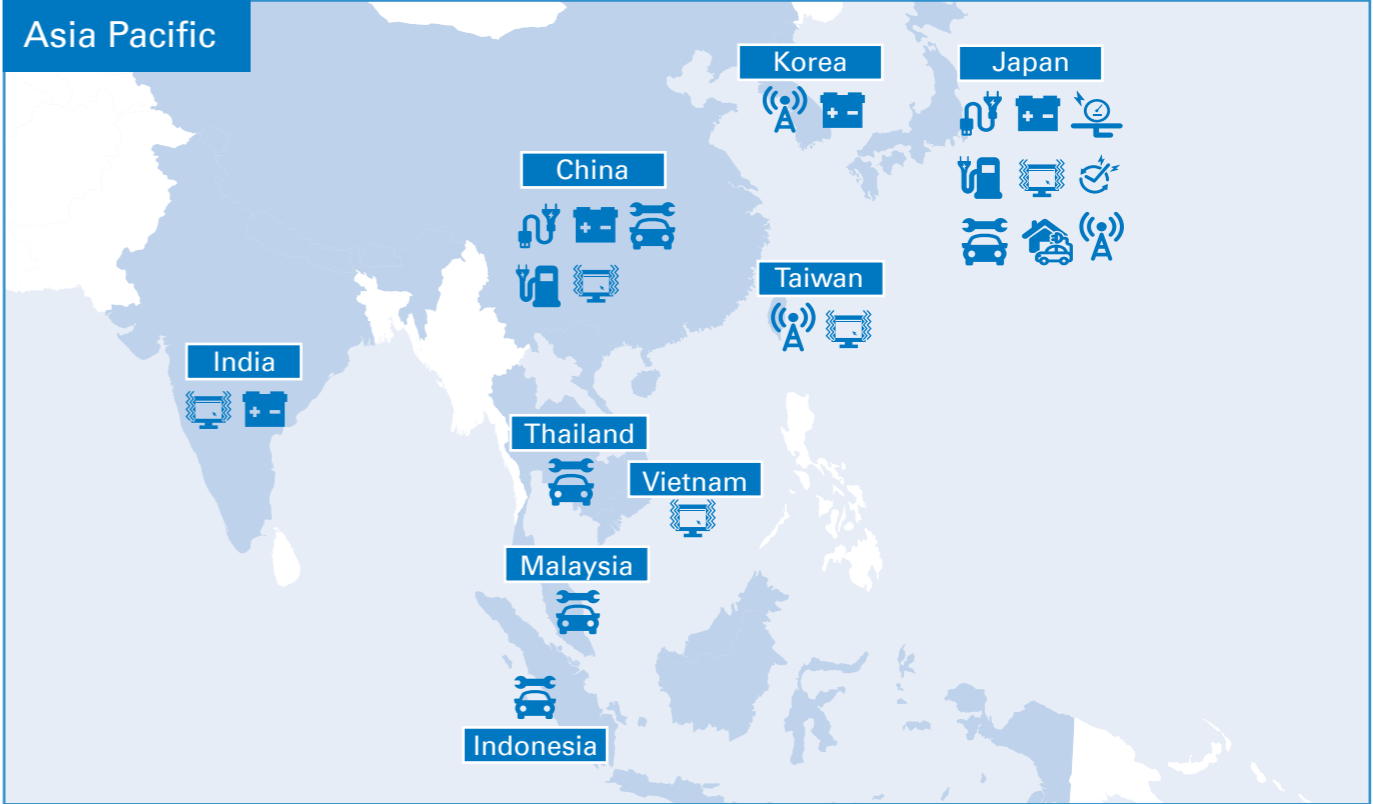 Asia Pacific
Korea
Japan
China
Taiwan
India
Thailand
Vietnam
Malaysia
Indonesia